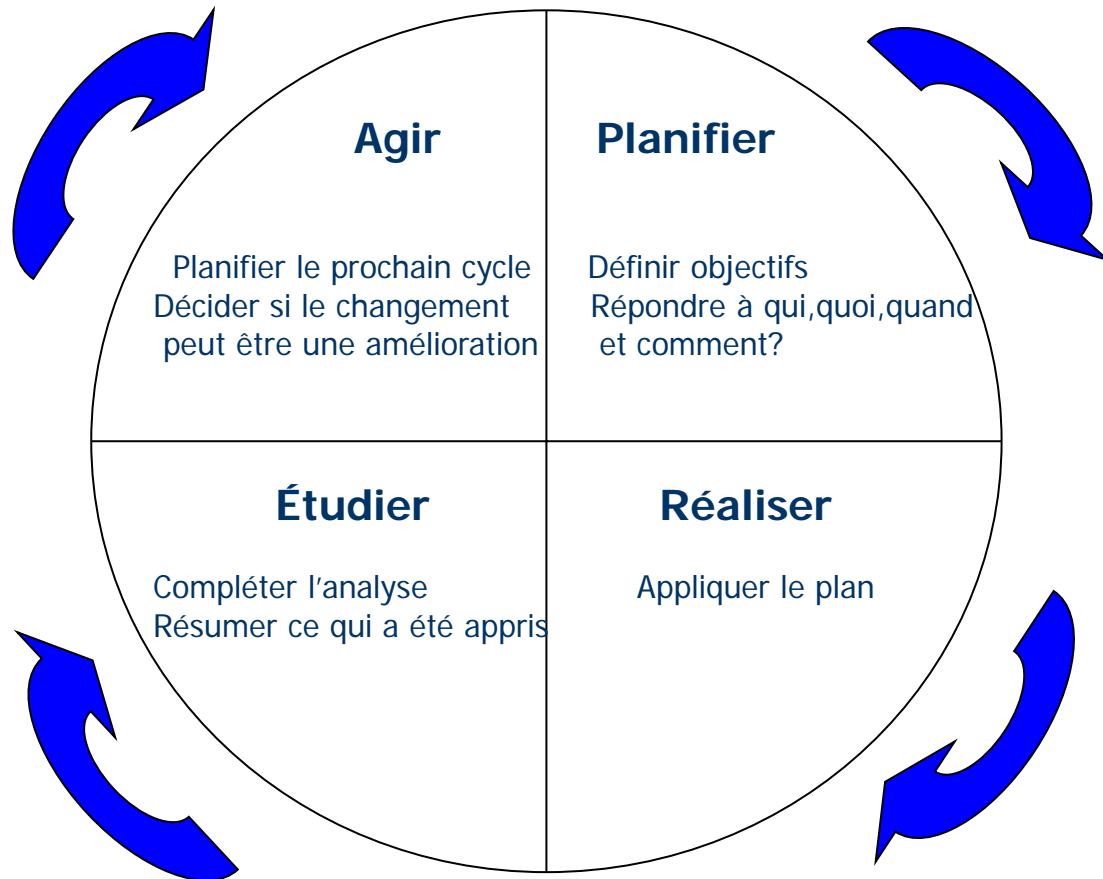 Agir
Planifier le prochain cycle
Décider si le changement
peut être une amélioration
Planifier
Définir objectifs
Répondre à qui,quoi,quand
et comment?
Étudier
Compléter l'analyse
Résumer ce qui a été appris
Réaliser
Appliquer le plan